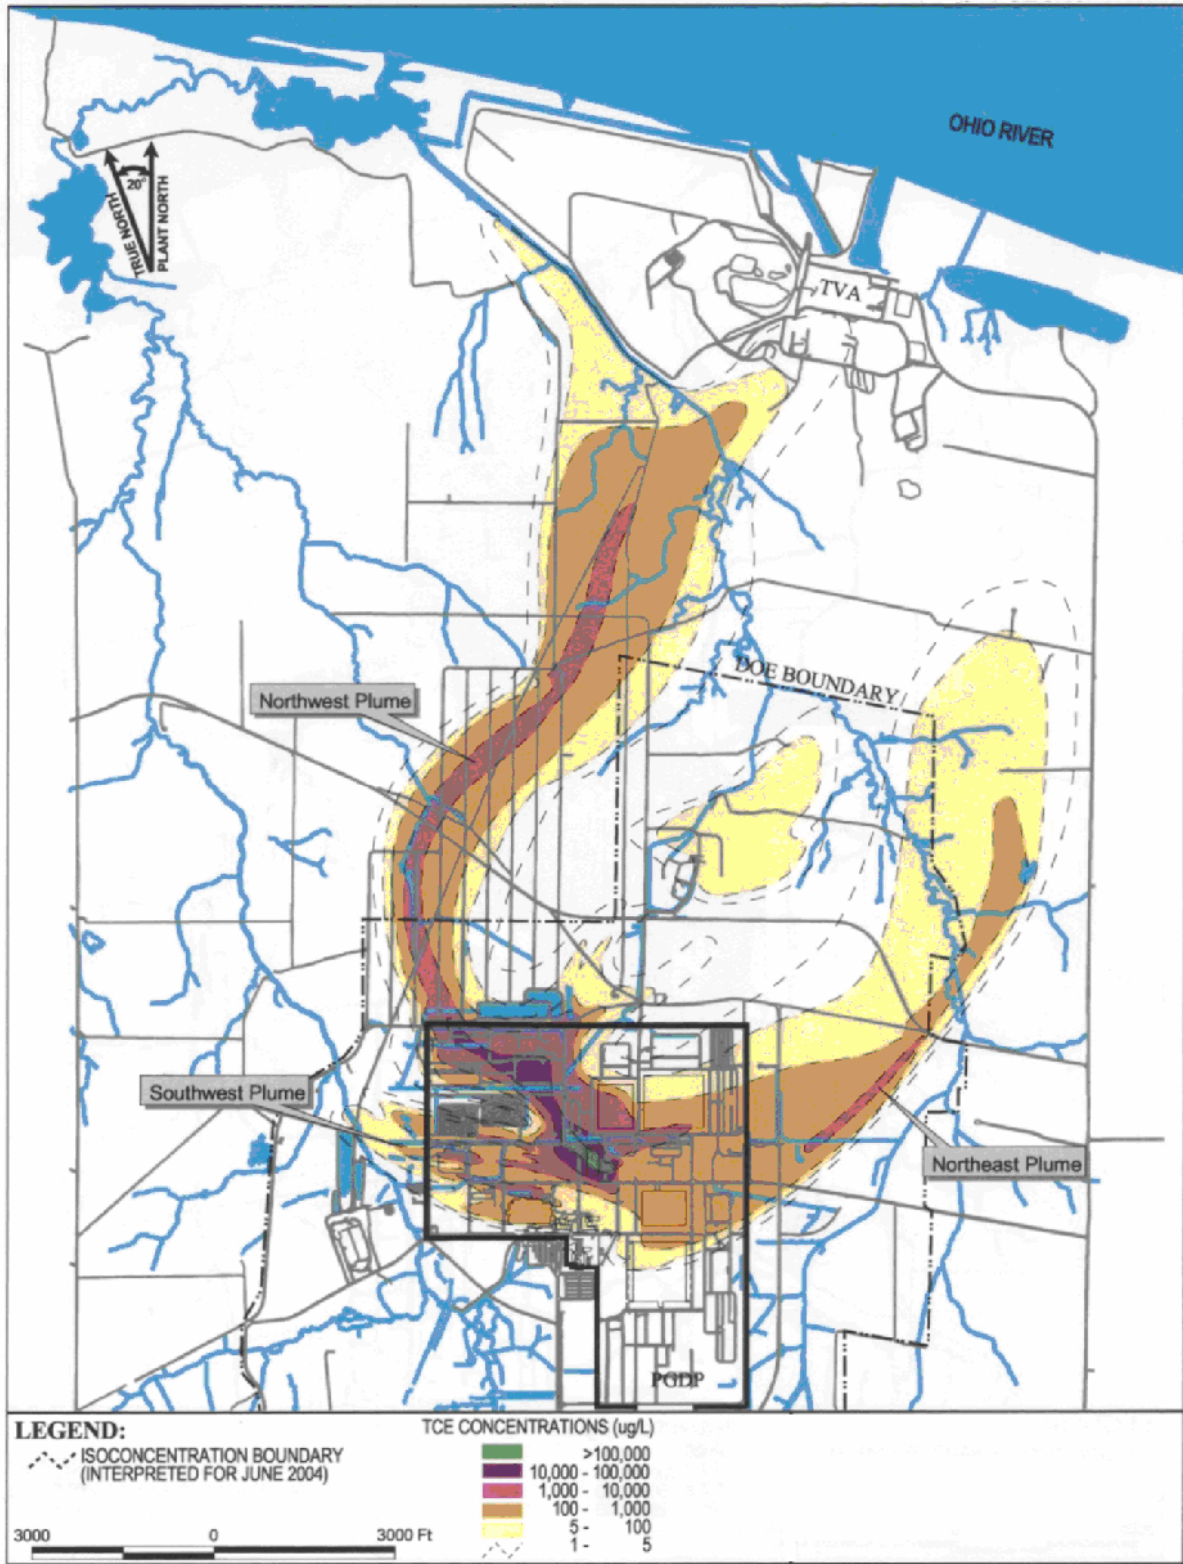 OHIO RIVER
20°
TRUE NORTH
PLANT NORTH
TVA
DOE BOUNDARY
Northwest Plume
Southwest Plume
Northeast Plume
PGDP
LEGEND:
ISOCONCENTRATION BOUNDARY
(INTERPRETED FOR JUNE 2004)
3000 0 3000 Ft
TCE CONCENTRATIONS (ug/L)
>100,000
10,000 - 100,000
1,000 - 10,000
100 - 1,000
5 - 100
1 - 5